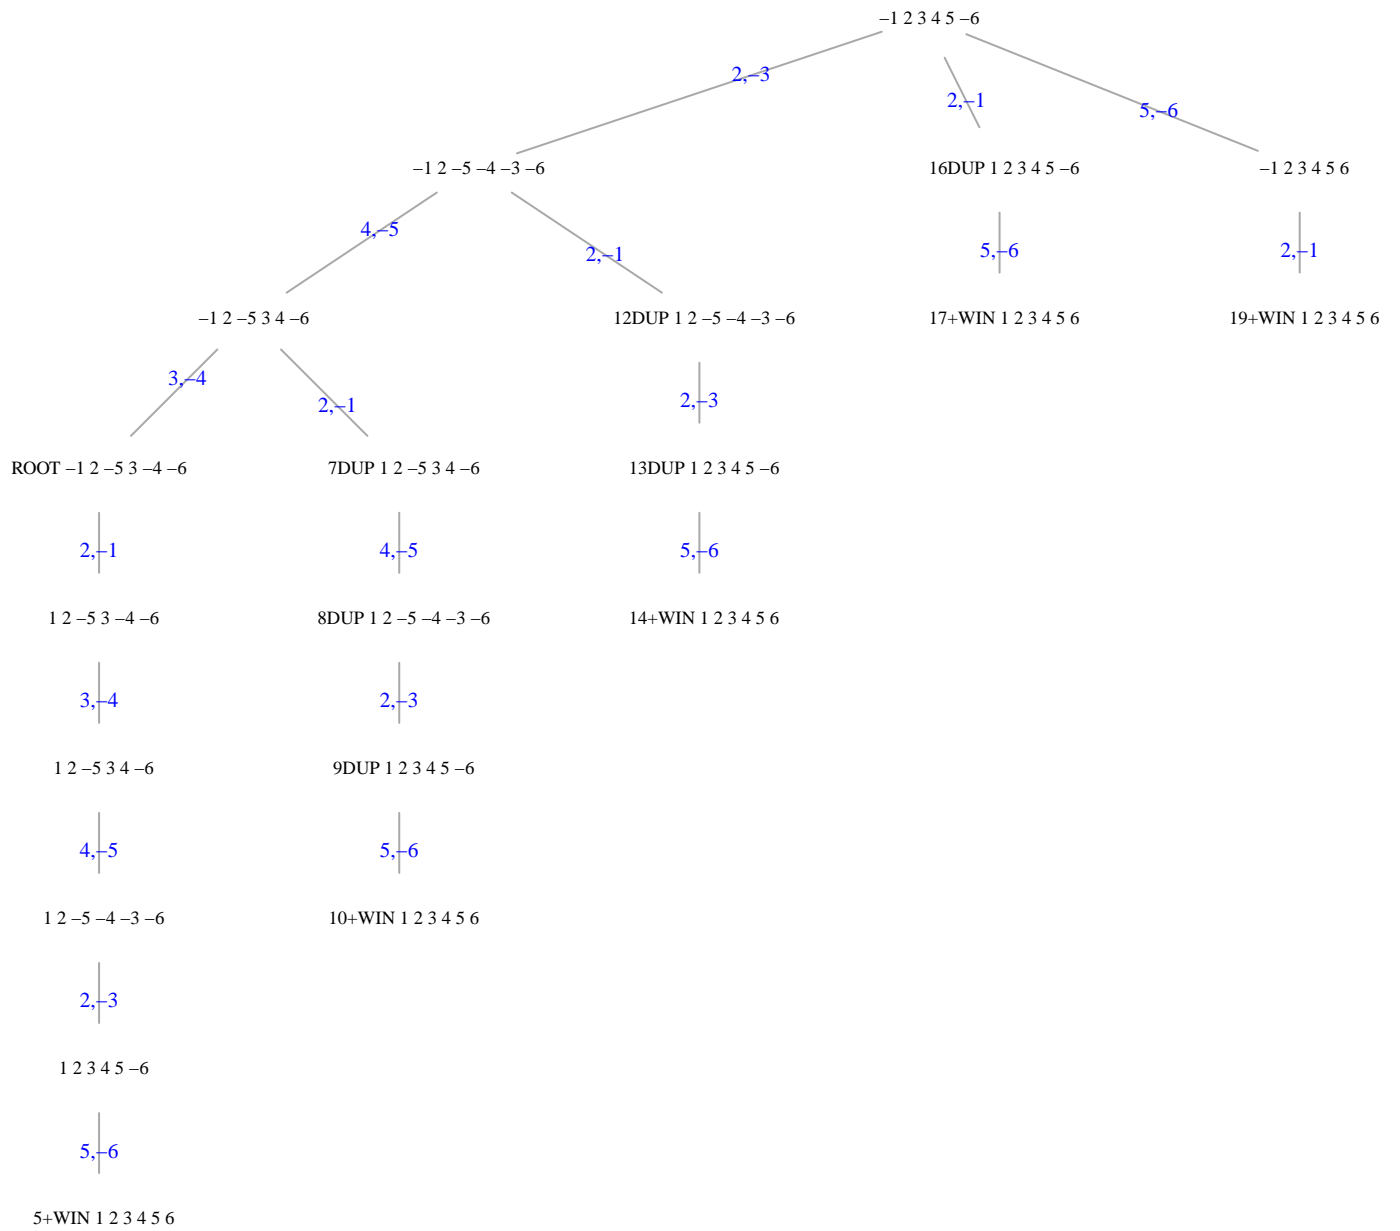 –1 2 3 4 5 –6
2,–3
2,–1
5,–6
–1 2 –5 –4 –3 –6
16DUP 1 2 3 4 5 –6
–1 2 3 4 5 6
4,–5
2,–1
5,–6
2,–1
–1 2 –5 3 4 –6
12DUP 1 2 –5 –4 –3 –6
17+WIN 1 2 3 4 5 6
19+WIN 1 2 3 4 5 6
3,–4
2,–1
2,–3
ROOT –1 2 –5 3 –4 –6
7DUP 1 2 –5 3 4 –6
13DUP 1 2 3 4 5 –6
2,–1
4,–5
5,–6
1 2 –5 3 –4 –6
8DUP 1 2 –5 –4 –3 –6
14+WIN 1 2 3 4 5 6
3,–4
2,–3
1 2 –5 3 4 –6
9DUP 1 2 3 4 5 –6
4,–5
5,–6
1 2 –5 –4 –3 –6
10+WIN 1 2 3 4 5 6
2,–3
1 2 3 4 5 –6
5,–6
5+WIN 1 2 3 4 5 6